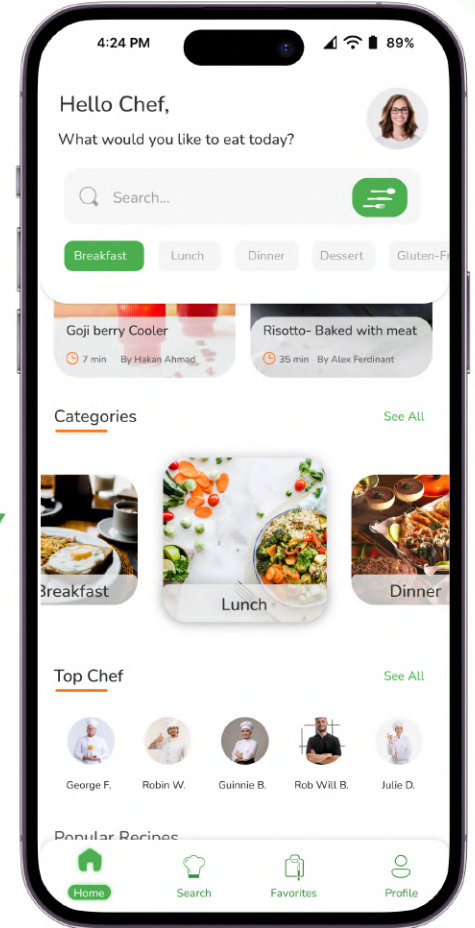 4:24 PM 89%
Hello Chef,
What would you like to eat today?
Search...
Breakfast Lunch Dinner Dessert Gluten-Fr
Goji berry Cooler
7 min By Hakan Ahmad
Risotto- Baked with meat
35 min By Alex Ferdinant
Categories See All
Breakfast Lunch Dinner
Top Chef See All
George F. Robin W. Guinnie B. Rob Will B. Julie D.
Popular Recipes
Home Search Favorites Profile